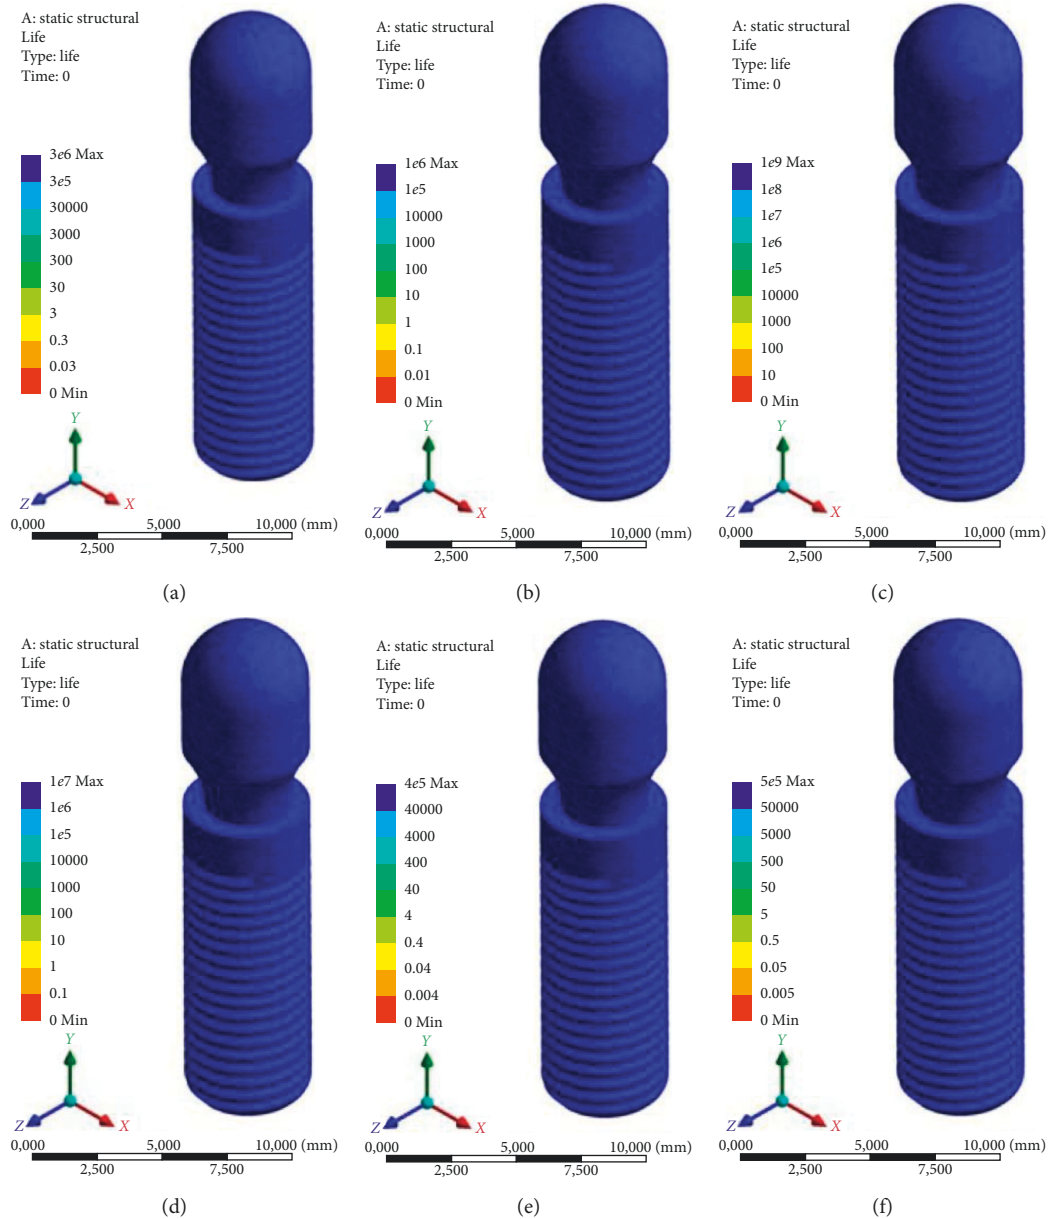 A: static structural
Life
Type: life
Time: 0
3e6 Max
3e5
30000
3000
300
30
3
0.3
0.03
0 Min
Y
Z
X
0,000
5,000
10,000 (mm)
2,500
7,500
(a)
A: static structural
Life
Type: life
Time: 0
1e6 Max
1e5
10000
1000
100
10
1
0.1
0.01
0 Min
Y
Z
X
0,000
5,000
10,000 (mm)
2,500
7,500
(b)
A: static structural
Life
Type: life
Time: 0
1e9 Max
1e8
1e7
1e6
1e5
10000
1000
100
10
0 Min
Y
Z
X
0,000
5,000
10,000 (mm)
2,500
7,500
(c)
A: static structural
Life
Type: life
Time: 0
1e7 Max
1e6
1e5
10000
1000
100
10
1
0.1
0 Min
Y
Z
X
0,000
5,000
10,000 (mm)
2,500
7,500
(d)
A: static structural
Life
Type: life
Time: 0
4e5 Max
40000
4000
400
40
4
0.4
0.04
0.004
0 Min
Y
Z
X
0,000
5,000
10,000 (mm)
2,500
7,500
(e)
A: static structural
Life
Type: life
Time: 0
5e5 Max
50000
5000
500
50
5
0.5
0.05
0.005
0 Min
Y
Z
X
0,000
5,000
10,000 (mm)
2,500
7,500
(f)